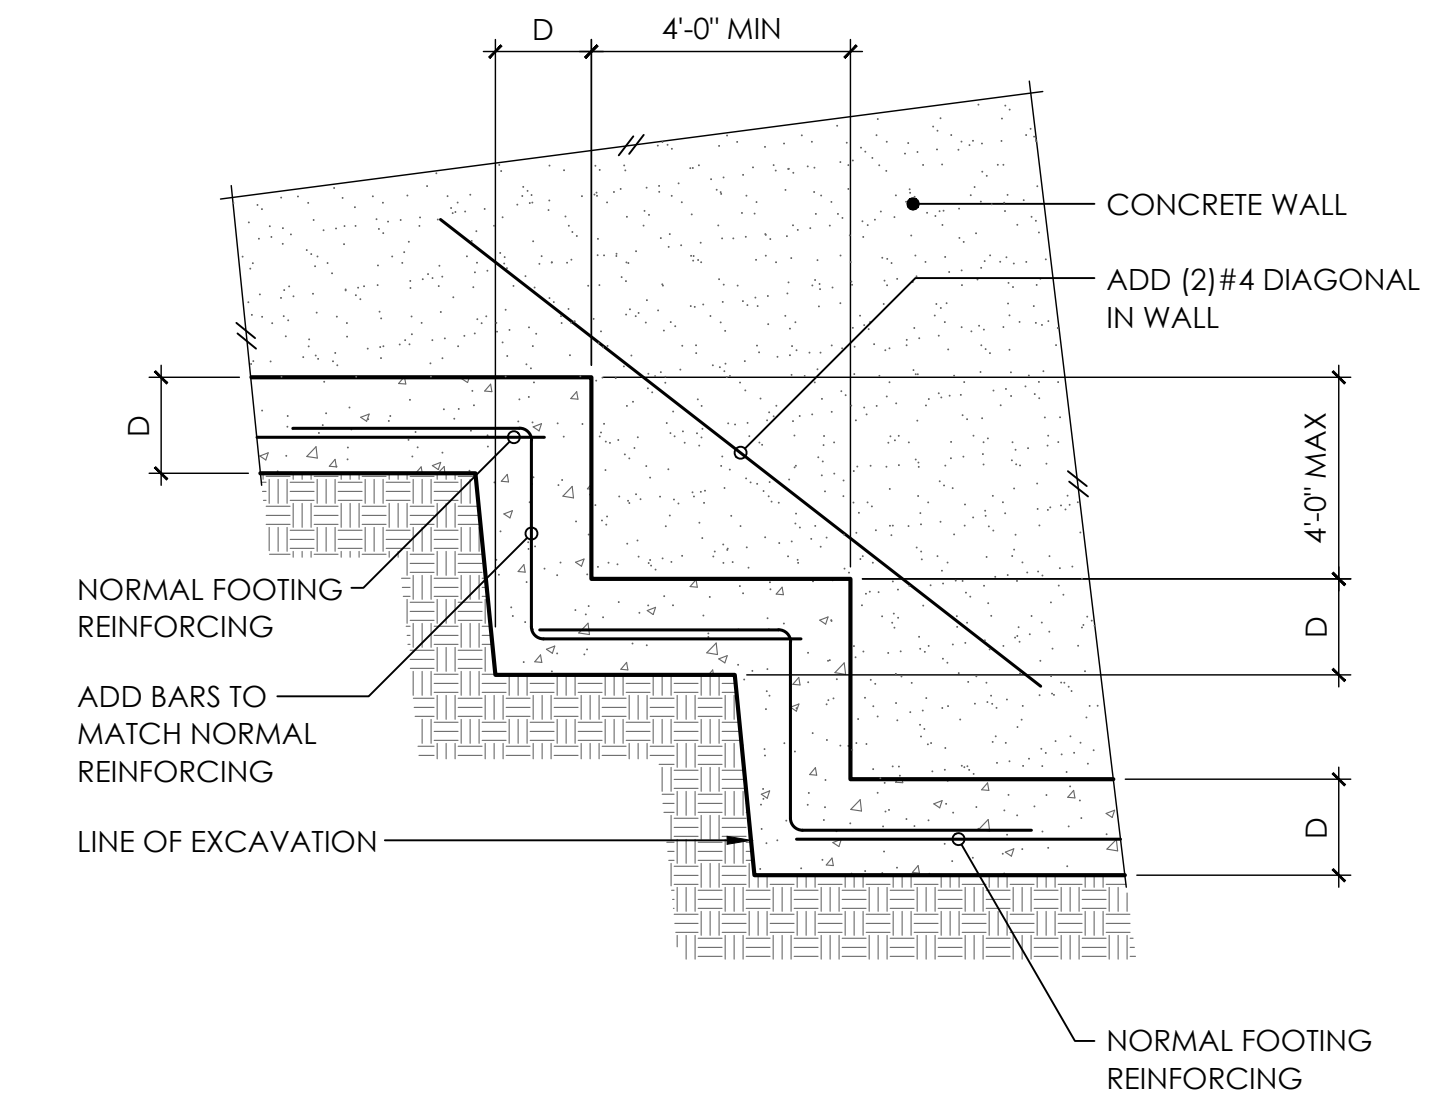 D
4'-0" MIN
CONCRETE WALL
ADD (2)#4 DIAGONAL
IN WALL
D
4'-0" MAX
NORMAL FOOTING
REINFORCING
D
ADD BARS TO
MATCH NORMAL
REINFORCING
LINE OF EXCAVATION
D
NORMAL FOOTING
REINFORCING